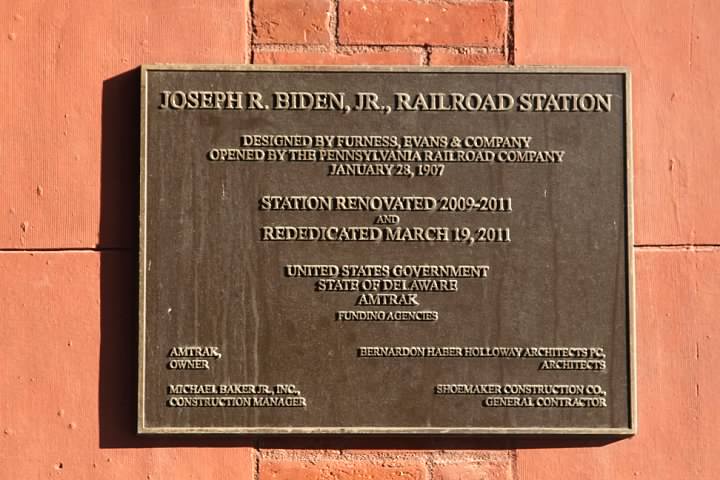 JOSEPH R. BIDEN, JR., RAILROAD STATION
DESIGNED BY FURNESS, EVANS & COMPANY
OPENED BY THE PENNSYLVANIA RAILROAD COMPANY
JANUARY 28, 1907
STATION RENOVATED 2009-2011
AND
REDEDICATED MARCH 19, 2011
UNITED STATES GOVERNMENT
STATE OF DELAWARE
AMTRAK
FUNDING AGENCIES
AMTRAK,
OWNER
BERNARDON HABER HOLLOWAY ARCHITECTS PC,
ARCHITECTS
MICHAEL BAKER JR., INC.,
CONSTRUCTION MANAGER
SHOEMAKER CONSTRUCTION CO.,
GENERAL CONTRACTOR